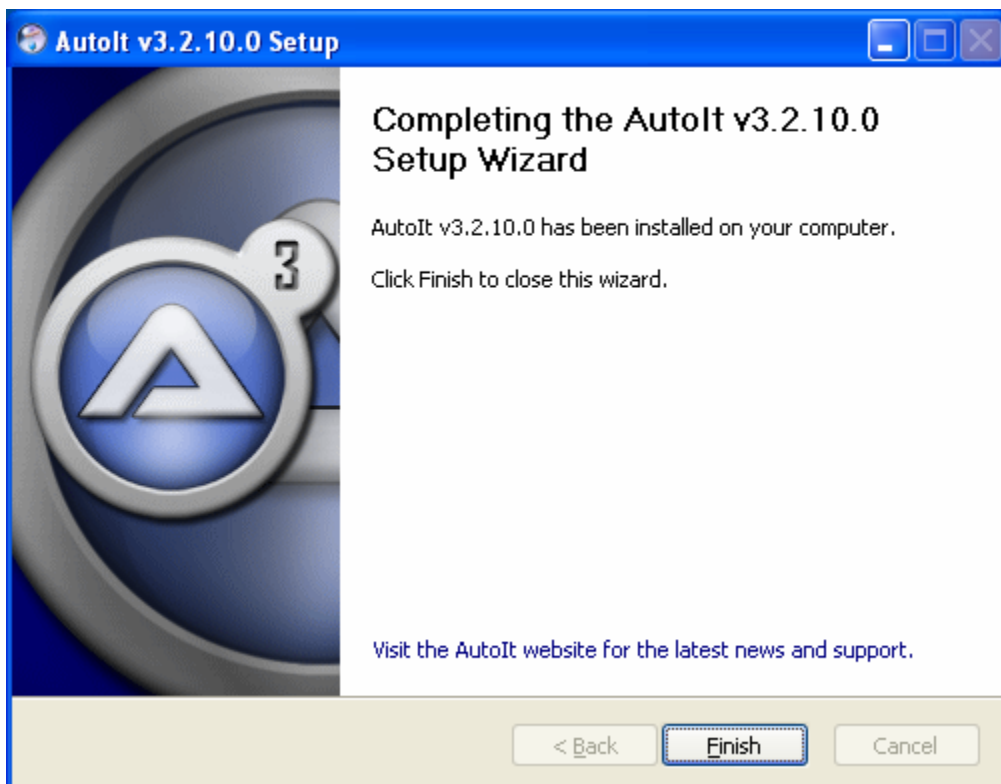 AutoIt v3.2.10.0 Setup
Completing the AutoIt v3.2.10.0
Setup Wizard
AutoIt v3.2.10.0 has been installed on your computer.
Click Finish to close this wizard.
3
Visit the AutoIt website for the latest news and support.
< Back
Finish
Cancel